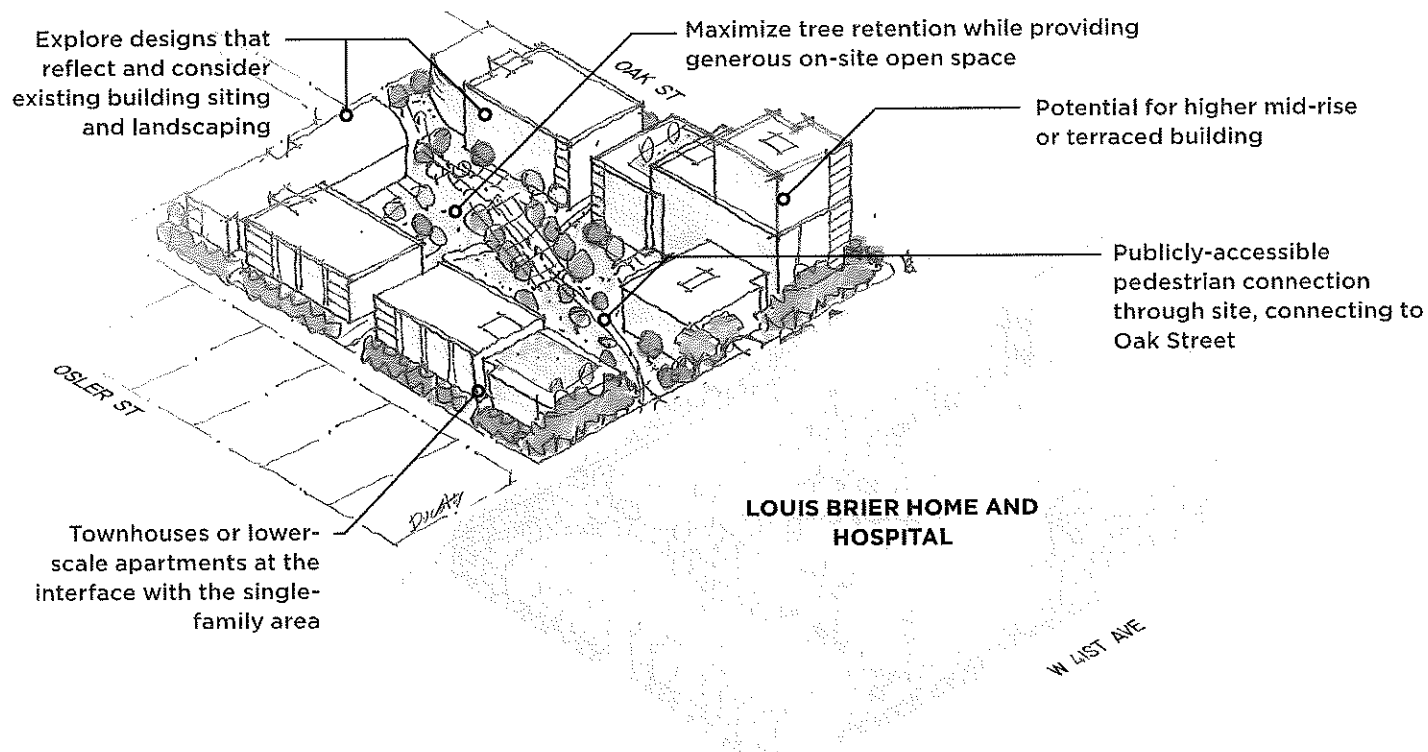 Explore designs that
reflect and consider
existing building siting
and landscaping
Maximize tree retention while providing
generous on-site open space
OAK ST
Potential for higher mid-rise
or terraced building
Publicly-accessible
pedestrian connection
through site, connecting to
Oak Street
OSLER ST
Townhouses or lower-
scale apartments at the
interface with the single-
family area
LOUIS BRIER HOME AND
HOSPITAL
W 41ST AVE